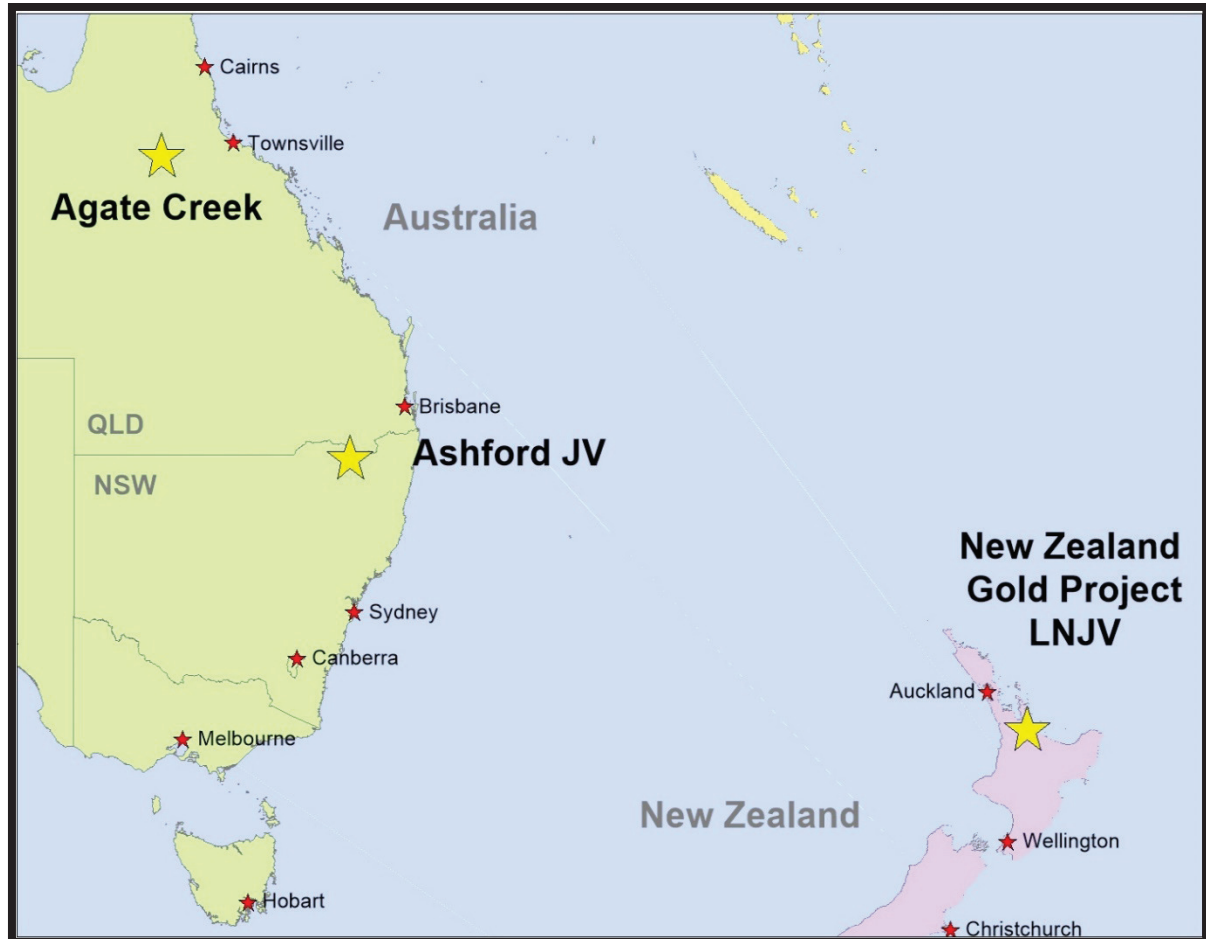 Cairns
Townsville
Agate Creek
Australia
Brisbane
QLD
Ashford JV
NSW
New Zealand
Gold Project
LNJV
Sydney
Canberra
Auckland
Melbourne
New Zealand
Wellington
Hobart
Christchurch